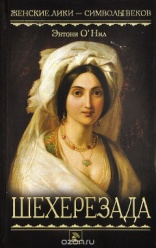 ЖЕНСКИЕ ЛИКИ — СИМВОЛЫ ВЕКОВ
Энтони О'Нил
ШЕХЕРЕЗАДА